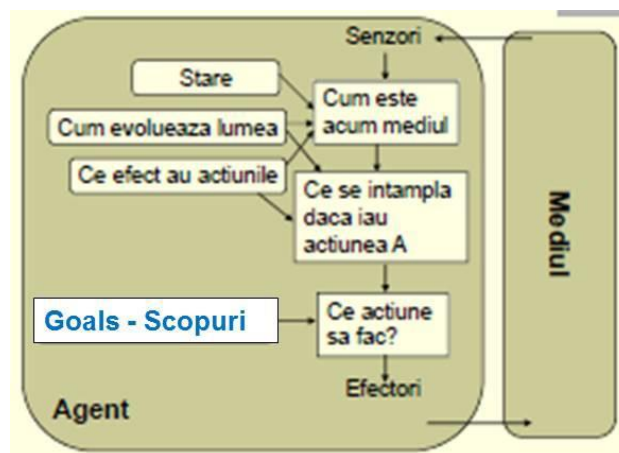 Senzori
Stare
Cum este
acum mediul
Cum evolueaza lumea
Ce efect au actiunile
Ce se intampla
daca iau
actiunea A
Goals - Scopuri
Ce actiune
sa fac?
Efectori
Agent
Mediul